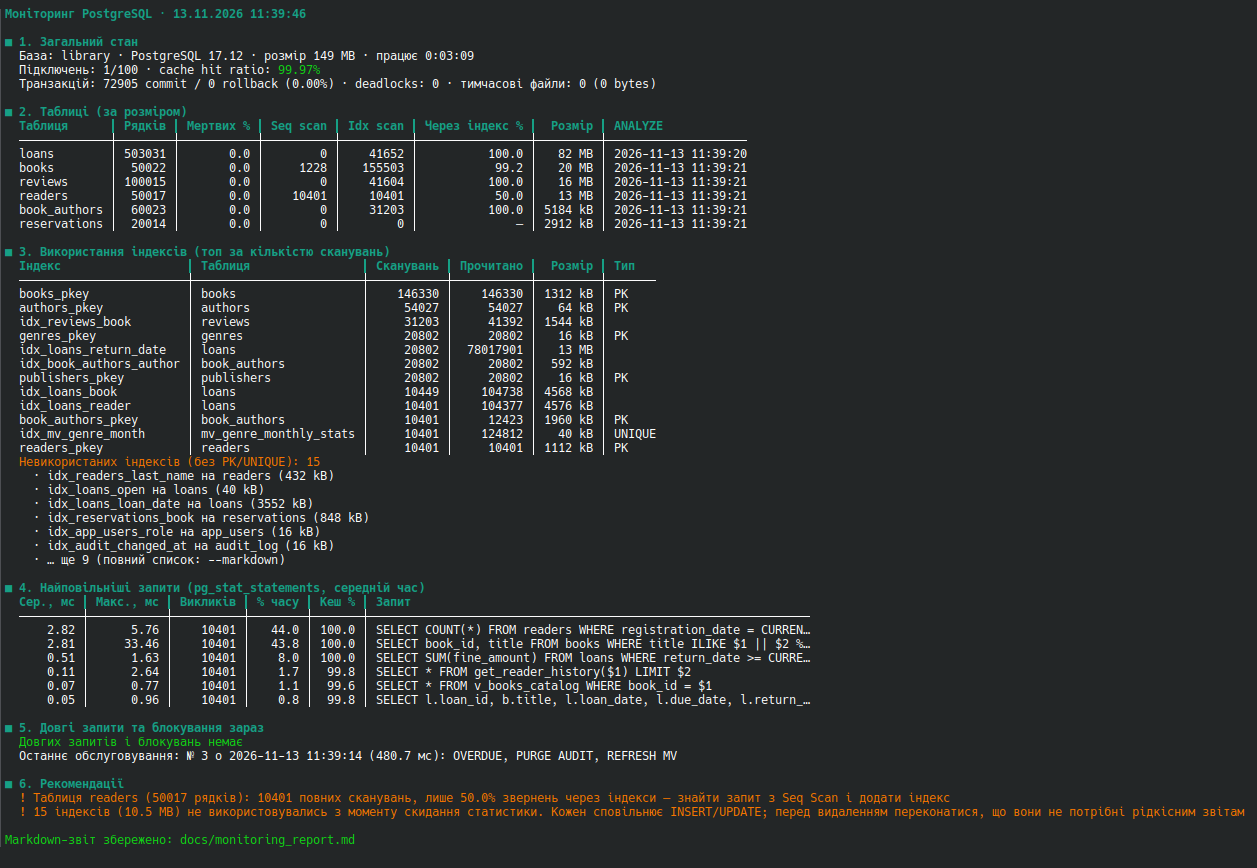 Моніторинг PostgreSQL · 13.11.2026 11:39:46
■ 1. Загальний стан
База: library · PostgreSQL 17.12 · розмір 149 MB · працює 0:03:09
Підключень: 1/100 · cache hit ratio: 99.97%
Транзакцій: 72905 commit / 0 rollback (0.00%) · deadlocks: 0 · тимчасові файли: 0 (0 bytes)
■ 2. Таблиці (за розміром)
Таблиця | Рядків | Мертвих % | Seq scan | Idx scan | Через індекс % | Розмір | ANALYZE
loans | 503031 | 0.0 | 0 | 41652 | 100.0 | 82 MB | 2026-11-13 11:39:20
books | 50022 | 0.0 | 1228 | 155503 | 99.2 | 20 MB | 2026-11-13 11:39:21
reviews | 100015 | 0.0 | 0 | 41604 | 100.0 | 16 MB | 2026-11-13 11:39:21
readers | 50017 | 0.0 | 10401 | 10401 | 50.0 | 13 MB | 2026-11-13 11:39:21
book_authors | 60023 | 0.0 | 0 | 31203 | 100.0 | 5184 kB | 2026-11-13 11:39:21
reservations | 20014 | 0.0 | 0 | 0 | — | 2912 kB | 2026-11-13 11:39:21
■ 3. Використання індексів (топ за кількістю сканувань)
Індекс | Таблиця | Сканувань | Прочитано | Розмір | Тип
books_pkey | books | 146330 | 146330 | 1312 kB | PK
authors_pkey | authors | 54027 | 54027 | 64 kB | PK
idx_reviews_book | reviews | 31203 | 41392 | 1544 kB |
genres_pkey | genres | 20802 | 20802 | 16 kB | PK
idx_loans_return_date | loans | 20802 | 78017901 | 13 MB |
idx_book_authors_author | book_authors | 20802 | 20802 | 592 kB |
publishers_pkey | publishers | 20802 | 20802 | 16 kB | PK
idx_loans_book | loans | 10449 | 104738 | 4568 kB |
idx_loans_reader | loans | 10401 | 104377 | 4576 kB |
book_authors_pkey | book_authors | 10401 | 12423 | 1960 kB | PK
idx_mv_genre_month | mv_genre_monthly_stats | 10401 | 124812 | 40 kB | UNIQUE
readers_pkey | readers | 10401 | 10401 | 1112 kB | PK
Невикористаних індексів (без PK/UNIQUE): 15
· idx_readers_last_name на readers (432 kB)
· idx_loans_open на loans (40 kB)
· idx_loans_loan_date на loans (3552 kB)
· idx_reservations_book на reservations (848 kB)
· idx_app_users_role на app_users (16 kB)
· idx_audit_changed_at на audit_log (16 kB)
· … ще 9 (повний список: --markdown)
■ 4. Найповільніші запити (pg_stat_statements, середній час)
Сер., мс | Макс., мс | Викликів | % часу | Кеш % | Запит
2.82 | 5.76 | 10401 | 44.0 | 100.0 | SELECT COUNT(*) FROM readers WHERE registration_date = CURREN…
2.81 | 33.46 | 10401 | 43.8 | 100.0 | SELECT book_id, title FROM books WHERE title ILIKE $1 || $2 %…
0.51 | 1.63 | 10401 | 8.0 | 100.0 | SELECT SUM(fine_amount) FROM loans WHERE return_date >= CURRE…
0.11 | 2.64 | 10401 | 1.7 | 99.8 | SELECT * FROM get_reader_history($1) LIMIT $2
0.07 | 0.77 | 10401 | 1.1 | 99.6 | SELECT * FROM v_books_catalog WHERE book_id = $1
0.05 | 0.96 | 10401 | 0.8 | 99.8 | SELECT l.loan_id, b.title, l.loan_date, l.due_date, l.return_…
■ 5. Довгі запити та блокування зараз
Довгих запитів і блокувань немає
Останнє обслуговування: № 3 о 2026-11-13 11:39:14 (480.7 мс): OVERDUE, PURGE AUDIT, REFRESH MV
■ 6. Рекомендації
! Таблиця readers (50017 рядків): 10401 повних сканувань, лише 50.0% звернень через індекси — знайти запит з Seq Scan і додати індекс
! 15 індексів (10.5 MB) не використовувались з моменту скидання статистики. Кожен сповільнює INSERT/UPDATE; перед видаленням переконатися, що вони не потрібні рідкісним звітам
Markdown-звіт збережено: docs/monitoring_report.md